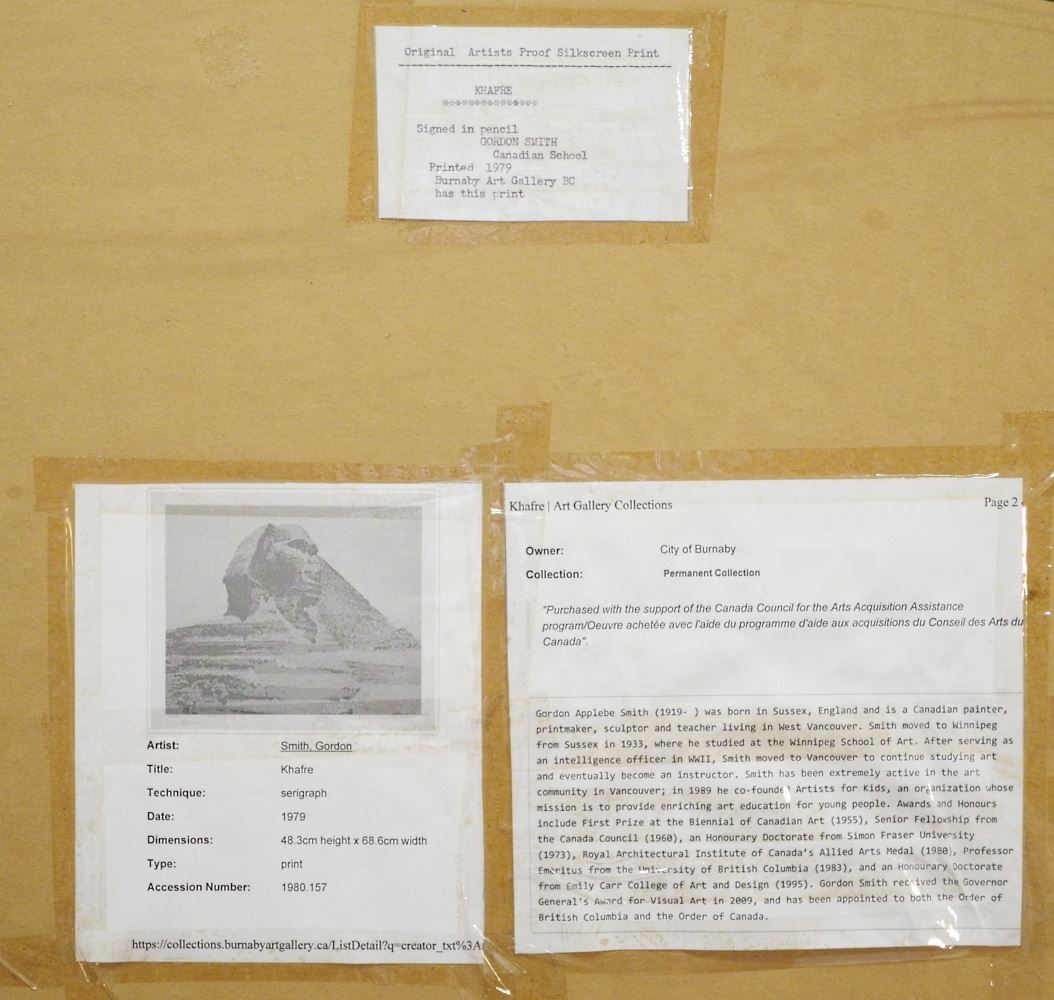 Original Artists Proof Silkscreen Print
KHAFRE
Signed in pencil
GORDON SMITH
Canadian School
Printed 1979
Burnaby Art Gallery BC
has this print
Artist: Smith, Gordon
Title: Khafre
Technique: serigraph
Date: 1979
Dimensions: 48.3cm height x 68.6cm width
Type: print
Accession Number: 1980.157
https://collections.burnabyartgallery.ca/ListDetail?q=creator_txt%3A
Khafre | Art Gallery Collections Page 2
Owner: City of Burnaby
Collection: Permanent Collection
"Purchased with the support of the Canada Council for the Arts Acquisition Assistance
program/Oeuvre achetée avec l'aide du programme d'aide aux acquisitions du Conseil des Arts du
Canada".
Gordon Applebe Smith (1919- ) was born in Sussex, England and is a Canadian painter,
printmaker, sculptor and teacher living in West Vancouver. Smith moved to Winnipeg
from Sussex in 1933, where he studied at the Winnipeg School of Art. After serving as
an intelligence officer in WWII, Smith moved to Vancouver to continue studying art
and eventually become an instructor. Smith has been extremely active in the art
community in Vancouver; in 1989 he co-founded Artists for Kids, an organization whose
mission is to provide enriching art education for young people. Awards and Honours
include First Prize at the Biennial of Canadian Art (1955), Senior Fellowship from
the Canada Council (1960), an Honourary Doctorate from Simon Fraser University
(1973), Royal Architectural Institute of Canada's Allied Arts Medal (1980), Professor
Emeritus from the University of British Columbia (1983), and an Honourary Doctorate
from Emily Carr College of Art and Design (1995). Gordon Smith received the Governor
General's Award for Visual Art in 2009, and has been appointed to both the Order of
British Columbia and the Order of Canada.